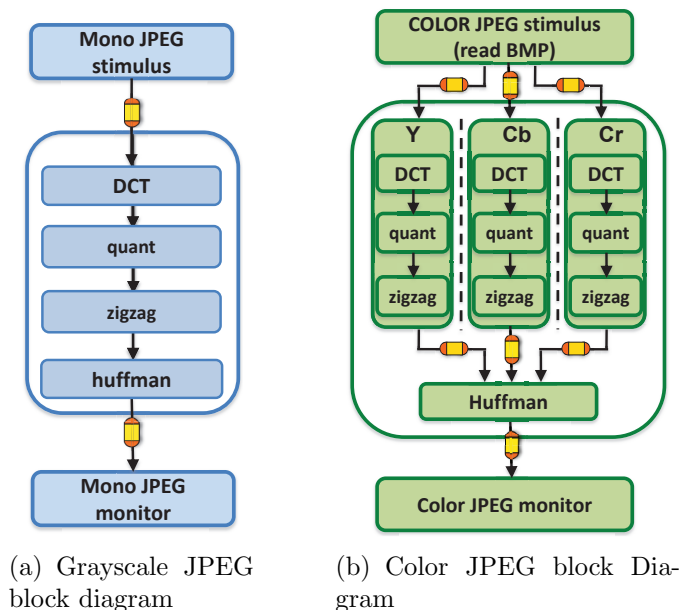 Mono JPEG
stimulus
DCT
quant
zigzag
huffman
Mono JPEG
monitor
(a) Grayscale JPEG
block diagram
COLOR JPEG stimulus
(read BMP)
Y
Cb
Cr
DCT
DCT
DCT
quant
quant
quant
zigzag
zigzag
zigzag
Huffman
Color JPEG monitor
(b) Color JPEG block Dia-
gram